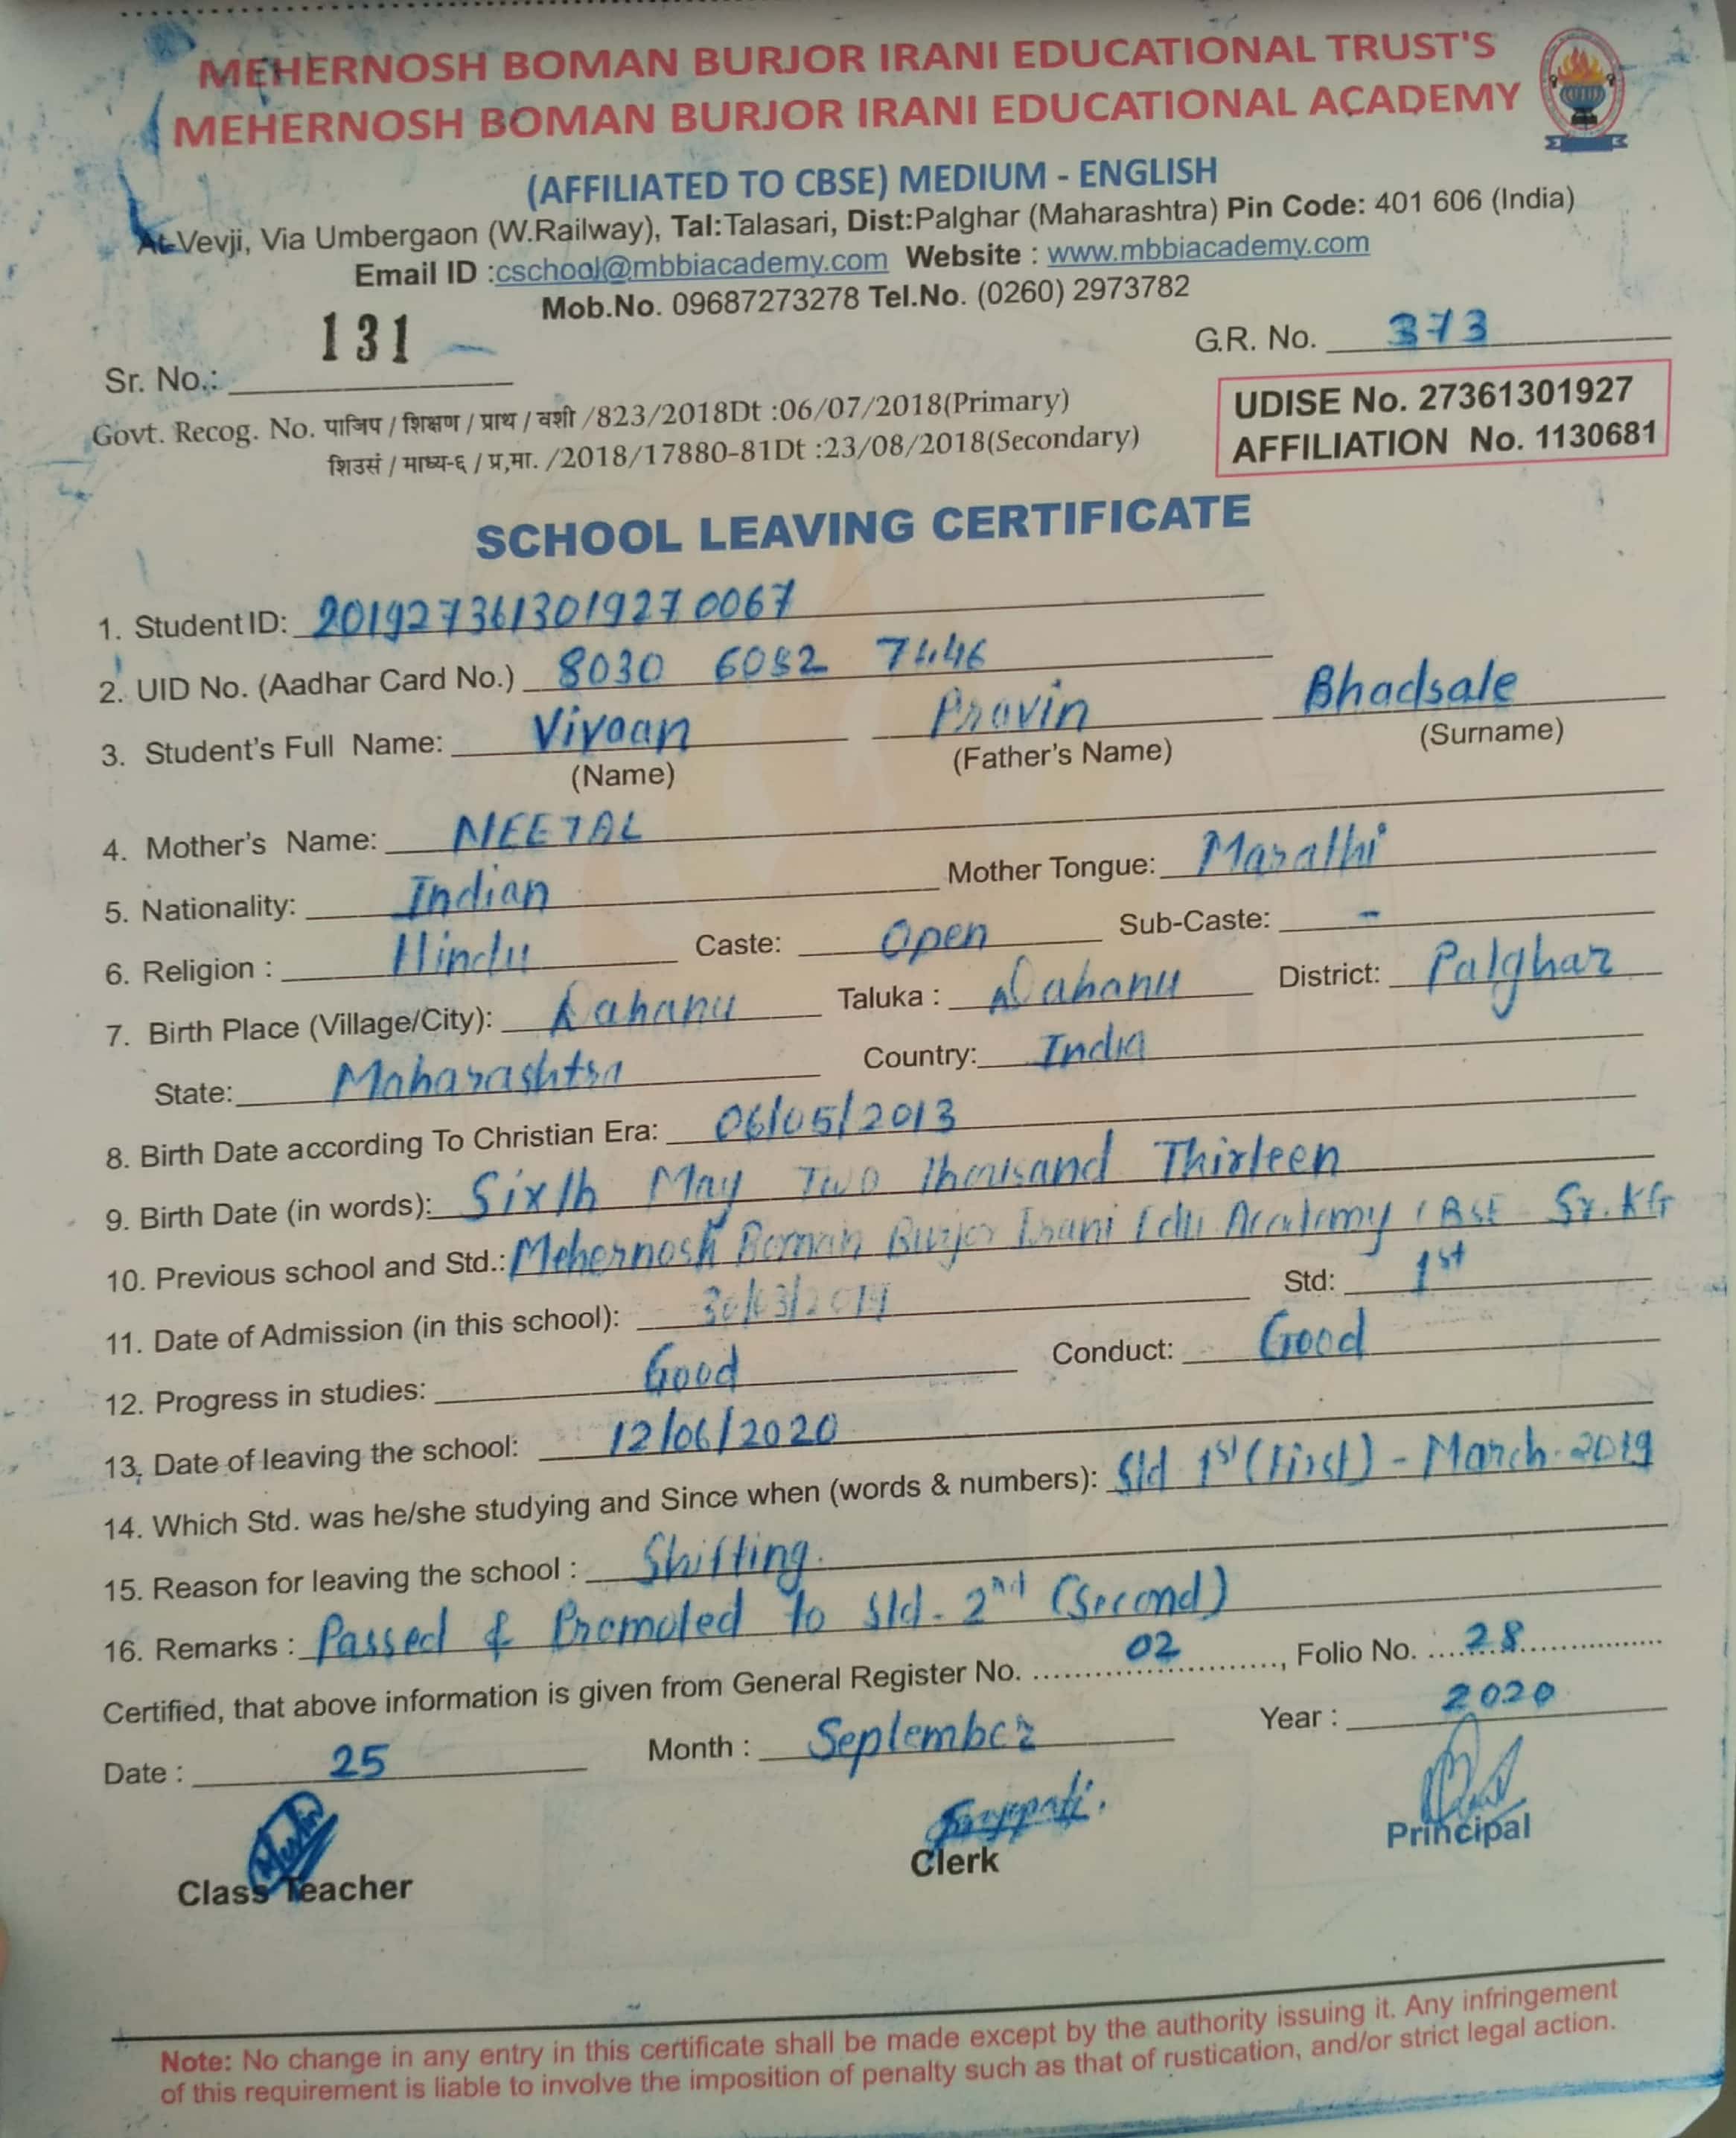 MEHERNOSH BOMAN BURJOR IRANI EDUCATIONAL TRUST'S
MEHERNOSH BOMAN BURJOR IRANI EDUCATIONAL ACADEMY
(AFFILIATED TO CBSE) MEDIUM - ENGLISH
At-Vevji, Via Umbergaon (W.Railway), Tal:Talasari, Dist:Palghar (Maharashtra) Pin Code: 401 606 (India)
Email ID :cschool@mbbiacademy.com Website : www.mbbiacademy.com
Mob.No. 09687273278 Tel.No. (0260) 2973782
Sr. No.: 131 G.R. No. 373
Govt. Recog. No. पाजिप / शिक्षण / प्राथ / वशी /823/2018Dt :06/07/2018(Primary)
शिउसं / माध्य-६ / प्र,मा. /2018/17880-81Dt :23/08/2018(Secondary)
UDISE No. 27361301927
AFFILIATION No. 1130681
SCHOOL LEAVING CERTIFICATE
1. Student ID: 2019273613019270067
2. UID No. (Aadhar Card No.) 8030 6052 7446
3. Student's Full Name: Vivaan Pravin Bhadsale
(Name) (Father's Name) (Surname)
4. Mother's Name: NEETAL
5. Nationality: Indian Mother Tongue: Marathi
6. Religion : Hindu Caste: Open Sub-Caste: -
7. Birth Place (Village/City): Dahanu Taluka : Dahanu District: Palghar
State: Maharashtra Country: India
8. Birth Date according To Christian Era: 06/05/2013
9. Birth Date (in words): Sixth May Two Thousand Thirteen
10. Previous school and Std.: Mehernosh Boman Burjor Irani Edu Academy CBSE Sr. KG
11. Date of Admission (in this school): Std: 1st
12. Progress in studies: Good Conduct: Good
13. Date of leaving the school: 12/06/2020
14. Which Std. was he/she studying and Since when (words & numbers): Std 1st (First) - March-2019
15. Reason for leaving the school : Shifting.
16. Remarks : Passed & Promoted to Std. 2nd (Second)
Certified, that above information is given from General Register No. 02, Folio No. 28
Date : 25 Month : September Year : 2020
Class Teacher Clerk Principal
Note: No change in any entry in this certificate shall be made except by the authority issuing it. Any infringement
of this requirement is liable to involve the imposition of penalty such as that of rustication, and/or strict legal action.